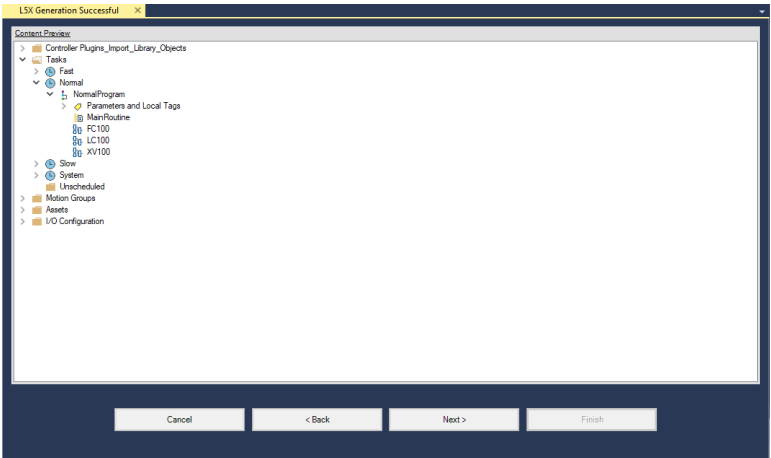 L5X Generation Successful
Content Preview
Controller Plugins_Import_Library_Objects
Tasks
Fast
Normal
NormalProgram
Parameters and Local Tags
MainRoutine
FC100
LC100
XV100
Slow
System
Unscheduled
Motion Groups
Assets
I/O Configuration
Cancel
< Back
Next >
Finish